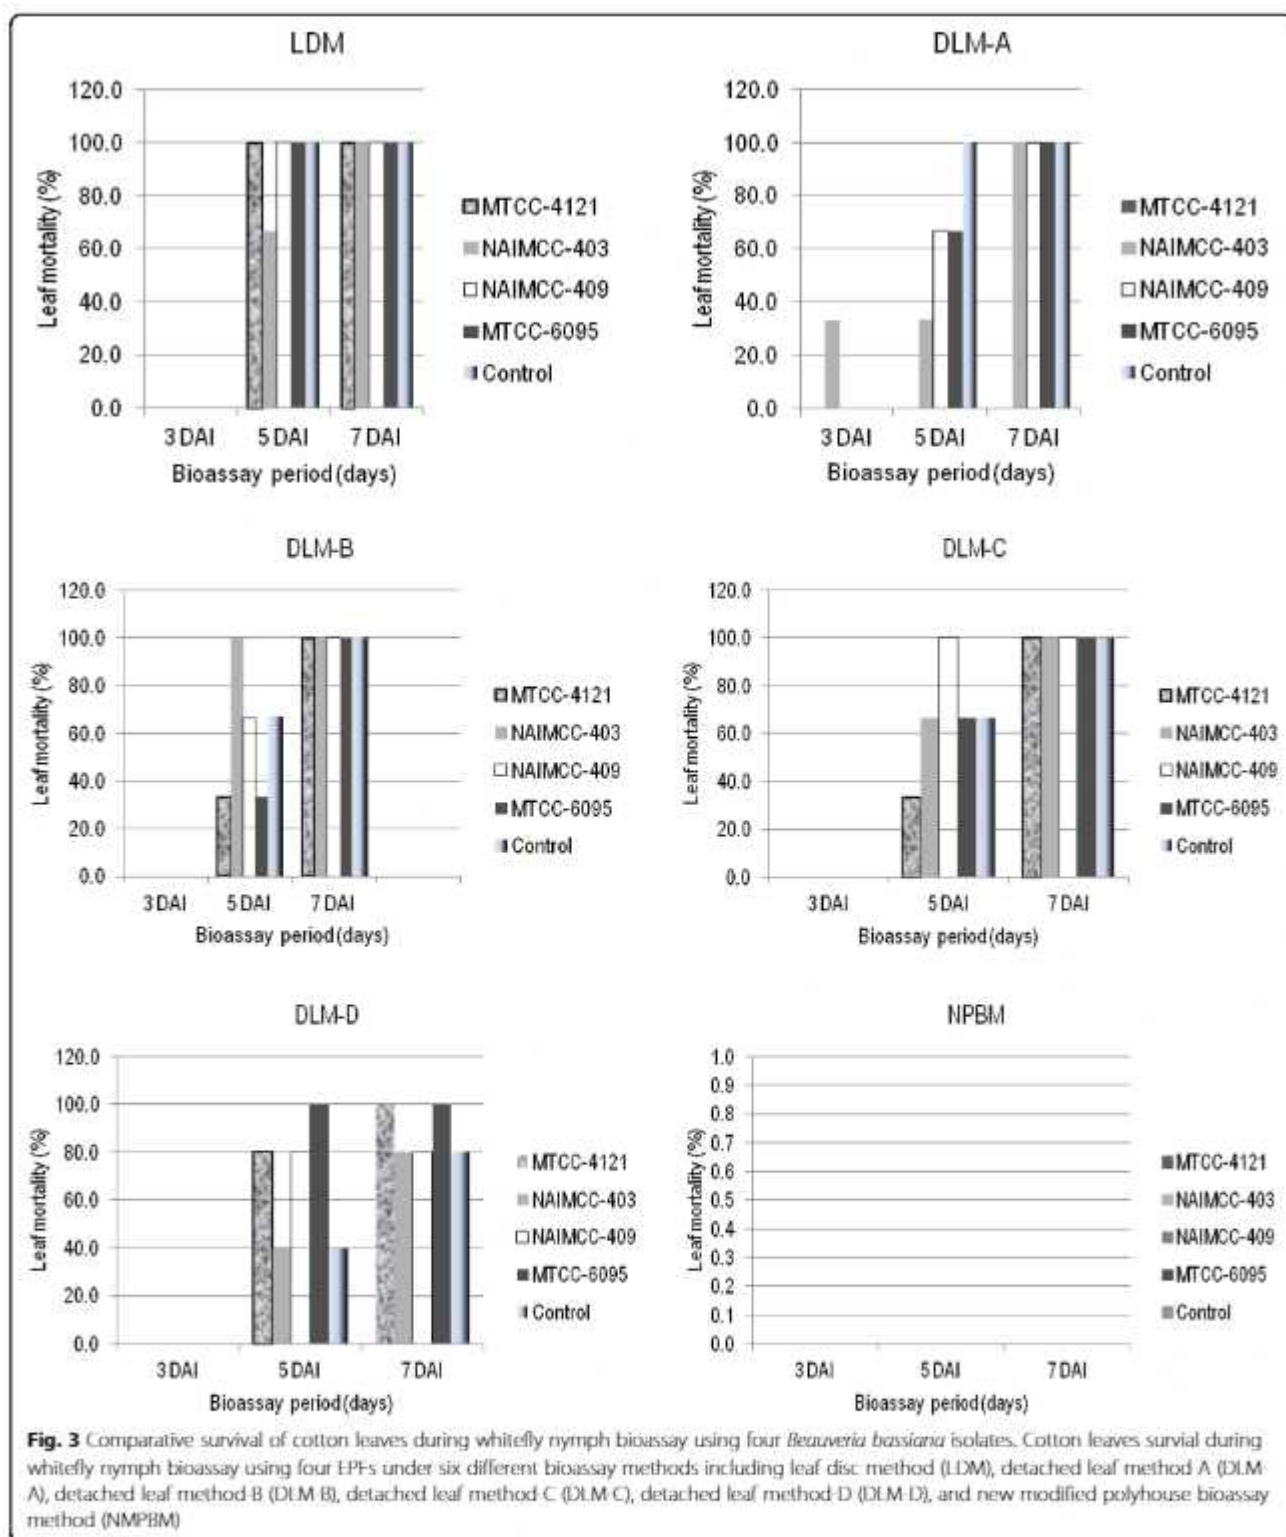 LDM
120.0
100.0
80.0
60.0
40.0
20.0
0.0
Leaf mortality (%)
3 DAI 5 DAI 7 DAI
Bioassay period (days)
MTCC-4121
NAIMCC-403
NAIMCC-409
MTCC-6095
Control
DLM-A
120.0
100.0
80.0
60.0
40.0
20.0
0.0
Leaf mortality (%)
3 DAI 5 DAI 7 DAI
Bioassay period (days)
MTCC-4121
NAIMCC-403
NAIMCC-409
MTCC-6095
Control
DLM-B
120.0
100.0
80.0
60.0
40.0
20.0
0.0
Leaf mortality (%)
3 DAI 5 DAI 7 DAI
Bioassay period (days)
MTCC-4121
NAIMCC-403
NAIMCC-409
MTCC-6095
Control
DLM-C
120.0
100.0
80.0
60.0
40.0
20.0
0.0
Leaf mortality (%)
3 DAI 5 DAI 7 DAI
Bioassay period (days)
MTCC-4121
NAIMCC-403
NAIMCC-409
MTCC-6095
Control
DLM-D
120.0
100.0
80.0
60.0
40.0
20.0
0.0
Leaf mortality (%)
3 DAI 5 DAI 7 DAI
Bioassay period (days)
MTCC-4121
NAIMCC-403
NAIMCC-409
MTCC-6095
Control
NPBM
1.0
0.9
0.8
0.7
0.6
0.5
0.4
0.3
0.2
0.1
0.0
Leaf mortality (%)
3 DAI 5 DAI 7 DAI
Bioassay period (days)
MTCC-4121
NAIMCC-403
NAIMCC-409
MTCC-6095
Control
Fig. 3 Comparative survival of cotton leaves during whitefly nymph bioassay using four Beauveria bassiana isolates. Cotton leaves survial during
whitefly nymph bioassay using four EPFs under six different bioassay methods including leaf disc method (LDM), detached leaf method A (DLM-
A), detached leaf method-B (DLM-B), detached leaf method-C (DLM-C), detached leaf method-D (DLM-D), and new modified polyhouse bioassay
method (NMPBM)